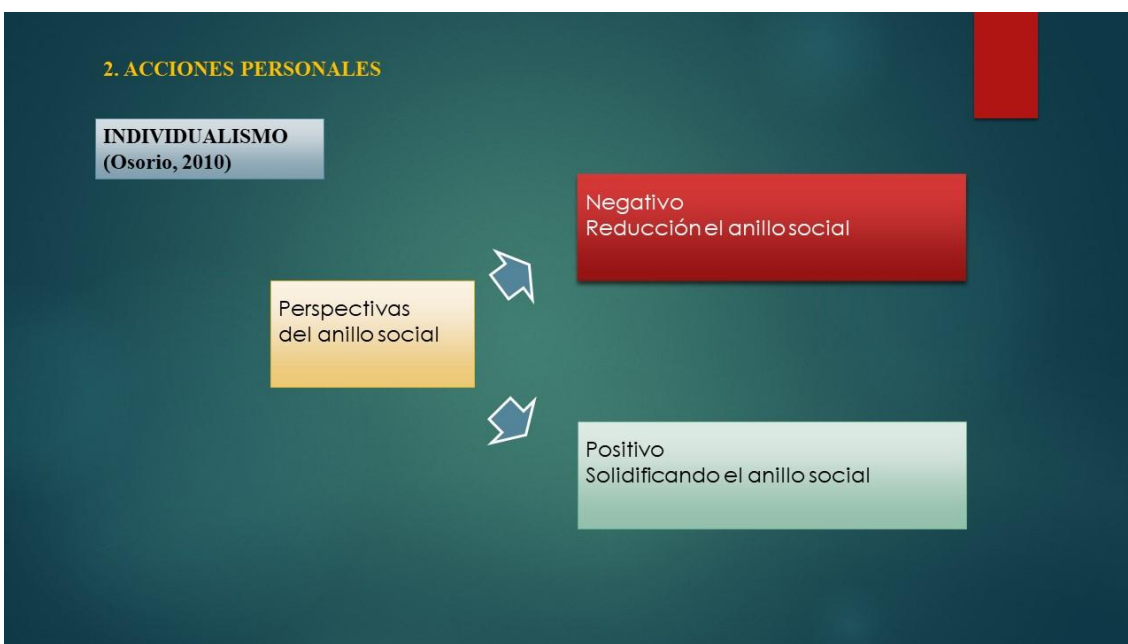 2. ACCIONES PERSONALES
INDIVIDUALISMO
(Osorio, 2010)
Negativo
Reducción el anillo social
Perspectivas
del anillo social
Positivo
Solidificando el anillo social